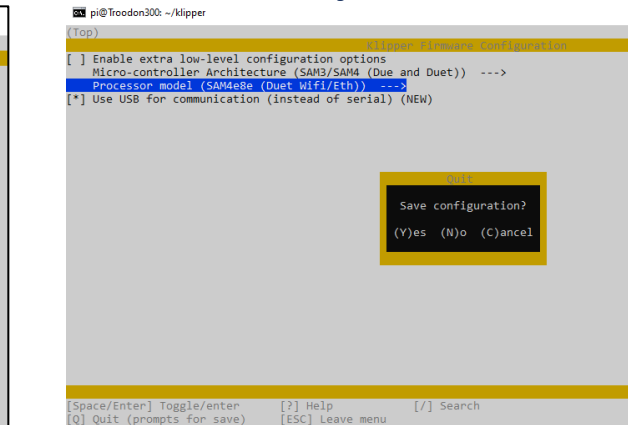 pi@Troodon300: ~/klipper
(Top)
Klipper Firmware Configuration
[ ] Enable extra low-level configuration options
Micro-controller Architecture (SAM3/SAM4 (Due and Duet)) --->
Processor model (SAM4e8e (Duet Wifi/Eth)) --->
[*] Use USB for communication (instead of serial) (NEW)
Quit
Save configuration?
(Y)es (N)o (C)ancel
[Space/Enter] Toggle/enter [?] Help [/] Search
[Q] Quit (prompts for save) [ESC] Leave menu